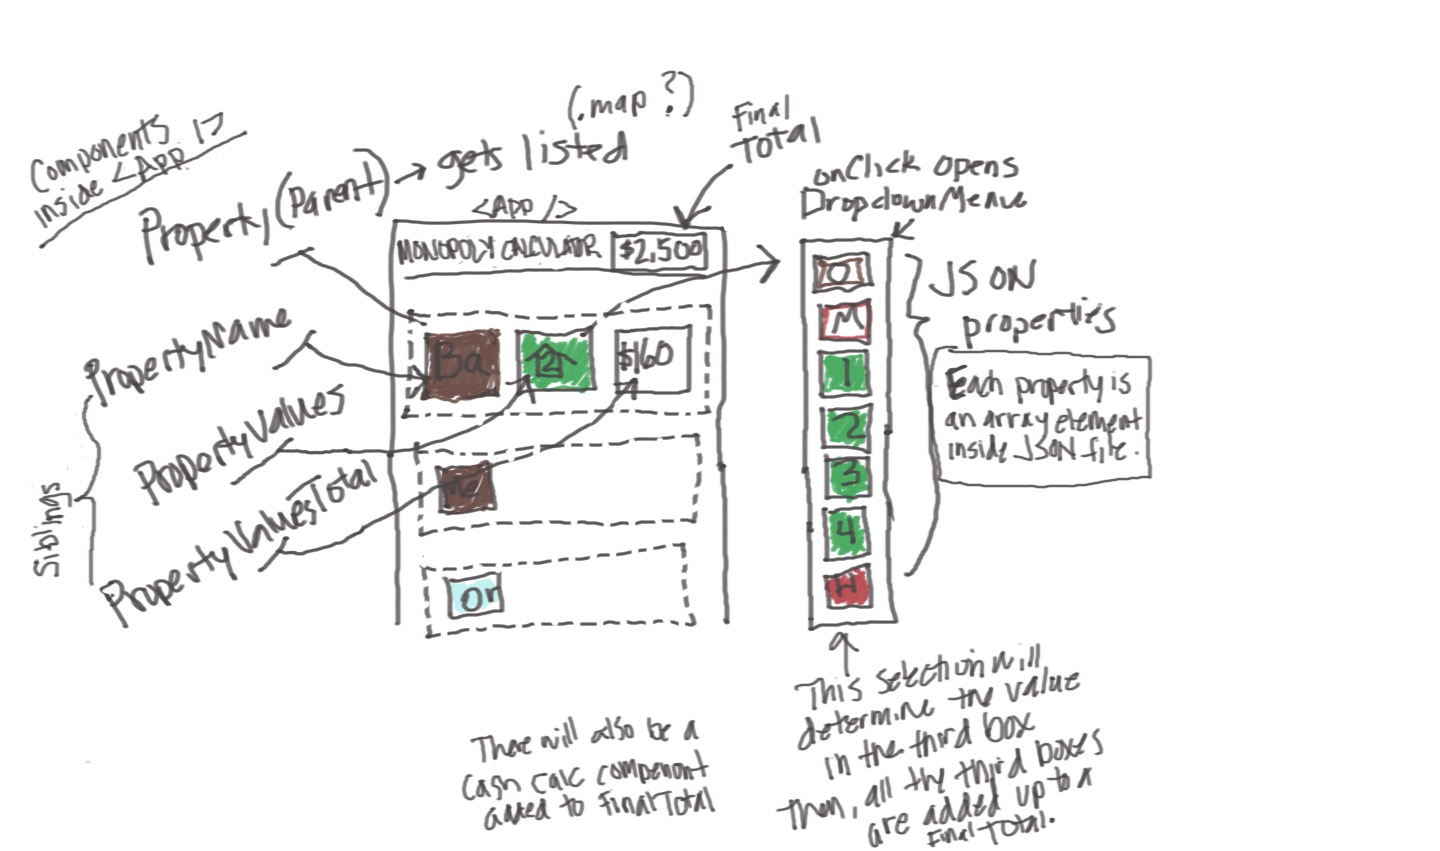 Components
inside <App />
Property (Parent) → gets listed
(.map ?)
Final
Total
<App />
MONOPOLY CALCULATOR
$2,500
onClick opens
DropdownMenue
PropertyName
PropertyValues
PropertyValuesTotal
Siblings
Ba
2
$160
Me
Or
O
M
1
2
3
4
H
JSON
properties
Each property is
an array element
inside JSON file.
This selection will
determine the value
in the third box
Then, all the third boxes
are added up to a
Final Total.
There will also be a
Cash Calc componont
added to FinalTotal